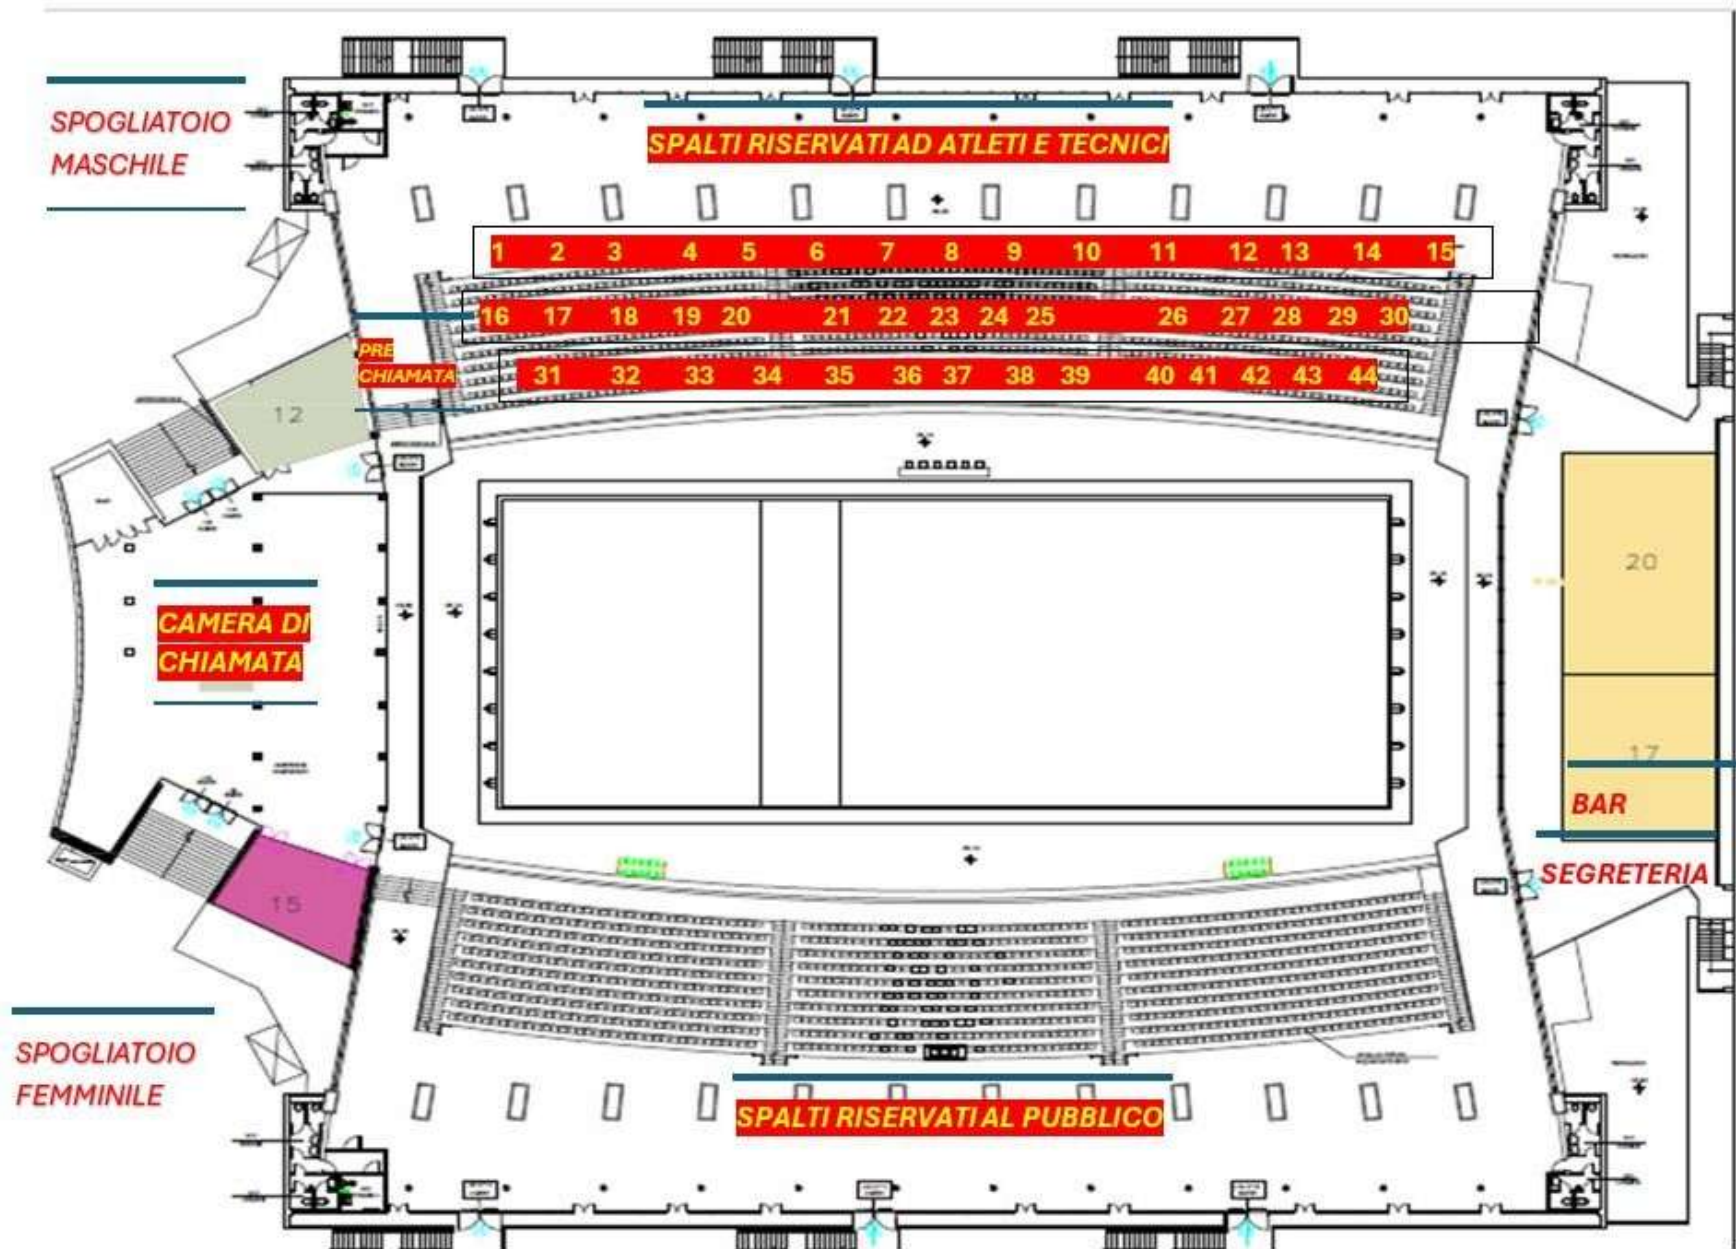 SPOGLIATOIO
MASCHILE
SPALTI RISERVATI AD ATLETI E TECNICI
1 2 3 4 5 6 7 8 9 10 11 12 13 14 15
16 17 18 19 20 21 22 23 24 25 26 27 28 29 30
PRE
CHIAMATA
31 32 33 34 35 36 37 38 39 40 41 42 43 44
12
20
CAMERA DI
CHIAMATA
17
BAR
SEGRETERIA
15
SPOGLIATOIO
FEMMINILE
SPALTI RISERVATI AL PUBBLICO